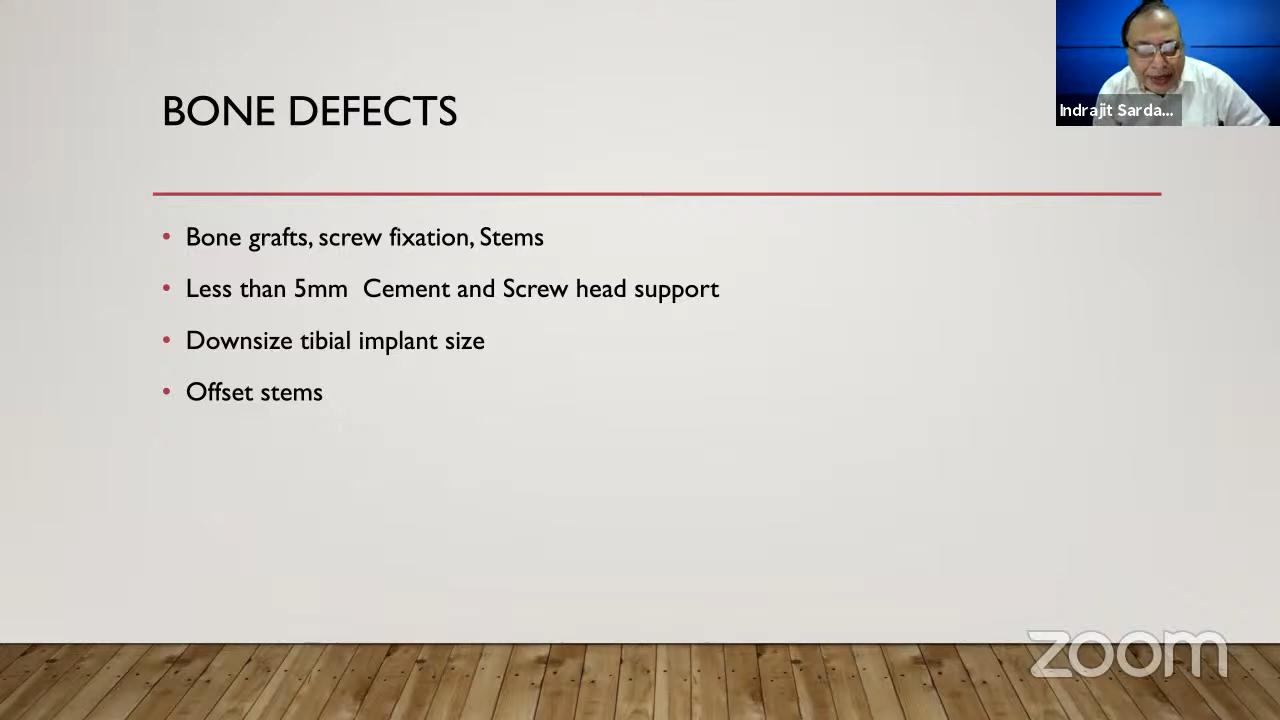 BONE DEFECTS
Indrajit Sarda...
• Bone grafts, screw fixation, Stems
• Less than 5mm  Cement and Screw head support
• Downsize tibial implant size
• Offset stems
zoom